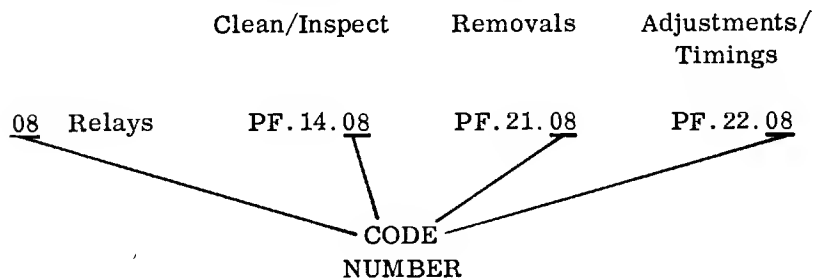 Clean/Inspect Removals Adjustments/
Timings
08 Relays PF.14.08 PF.21.08 PF.22.08
CODE
NUMBER